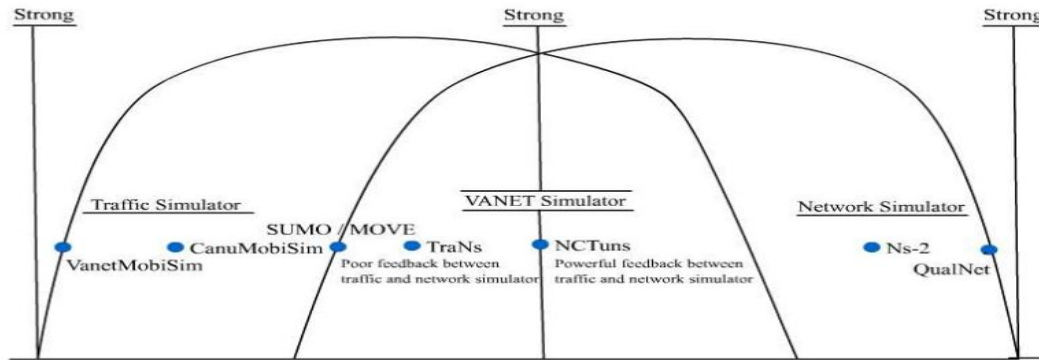 Strong
Strong
Strong
Traffic Simulator
VANET Simulator
Network Simulator
SUMO / MOVE
VanetMobiSim
CanuMobiSim
TraNs
Poor feedback between
traffic and network simulator
NCTuns
Powerful feedback between
traffic and network simulator
Ns-2
QualNet